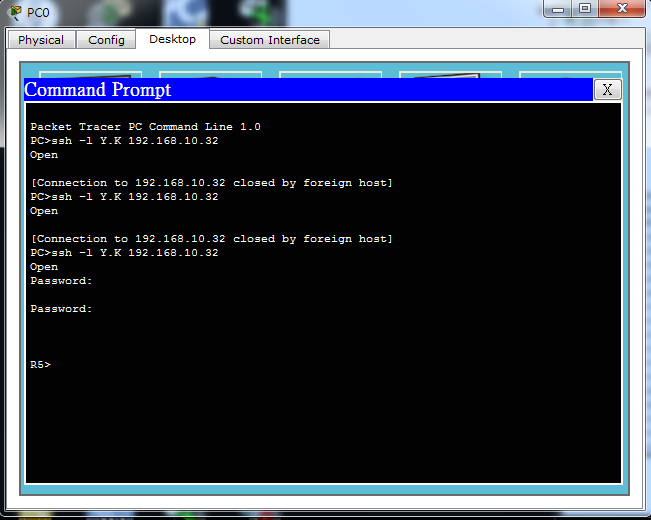 PC0
Physical
Config
Desktop
Custom Interface
Command Prompt
X
Packet Tracer PC Command Line 1.0
PC>ssh -l Y.K 192.168.10.32
Open
[Connection to 192.168.10.32 closed by foreign host]
PC>ssh -l Y.K 192.168.10.32
Open
[Connection to 192.168.10.32 closed by foreign host]
PC>ssh -l Y.K 192.168.10.32
Open
Password:
Password:
R5>